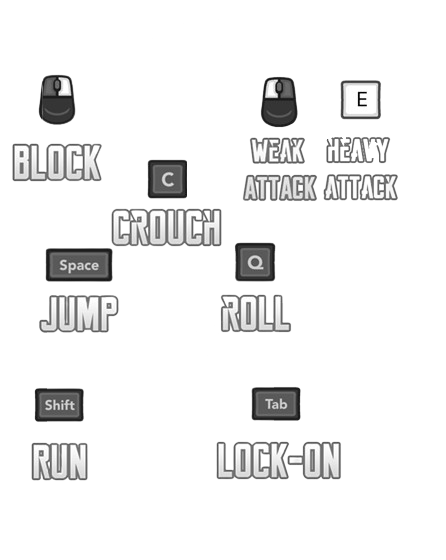 E
BLOCK
WEAK
ATTACK
HEAVY
ATTACK
C
CROUCH
Space
JUMP
Q
ROLL
Shift
RUN
Tab
LOCK-ON